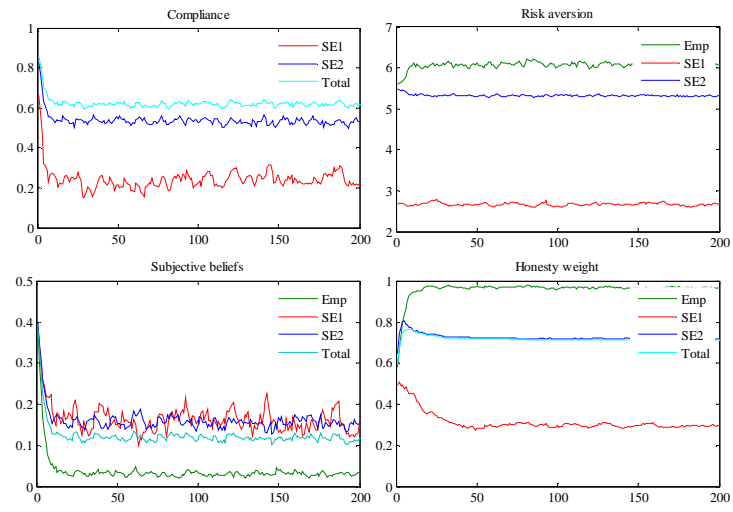 Compliance
1
0.8
0.6
0.4
0.2
0
0
50
100
150
200
SE1
SE2
Total
Risk aversion
7
6
5
4
3
2
0
50
100
150
200
Emp
SE1
SE2
Subjective beliefs
0.5
0.4
0.3
0.2
0.1
0
0
50
100
150
200
Emp
SE1
SE2
Total
Honesty weight
1
0.8
0.6
0.4
0.2
0
0
50
100
150
200
Emp
SE1
SE2
Total